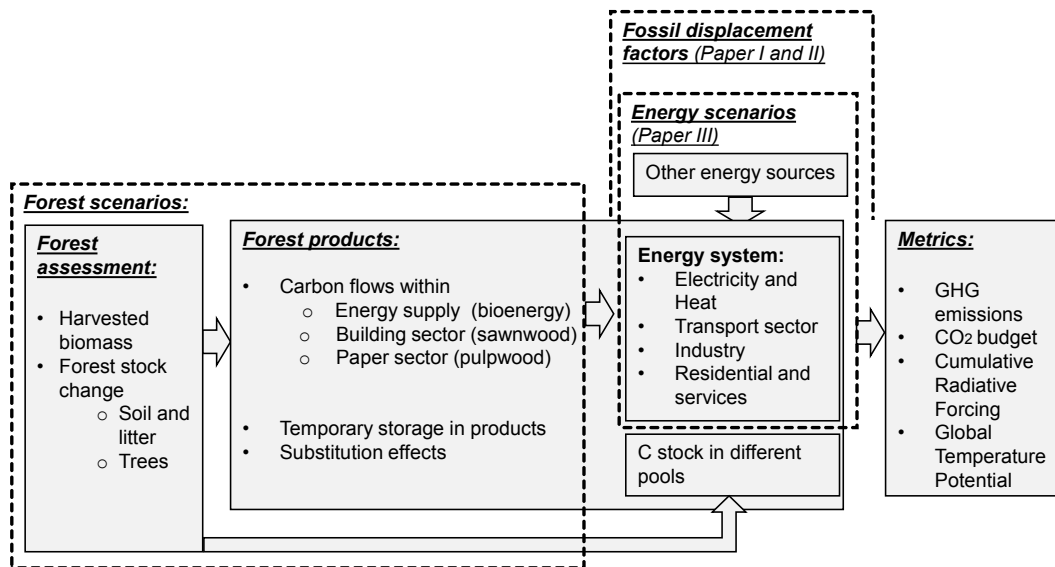 Fossil displacement
factors (Paper I and II)
Energy scenarios
(Paper III)
Other energy sources
Forest scenarios:
Forest
assessment:
• Harvested
biomass
• Forest stock
change
o Soil and
litter
o Trees
Forest products:
• Carbon flows within
o Energy supply (bioenergy)
o Building sector (sawnwood)
o Paper sector (pulpwood)
• Temporary storage in products
• Substitution effects
Energy system:
• Electricity and
Heat
• Transport sector
• Industry
• Residential and
services
C stock in different
pools
Metrics:
• GHG
emissions
• CO2 budget
• Cumulative
Radiative
Forcing
• Global
Temperature
Potential